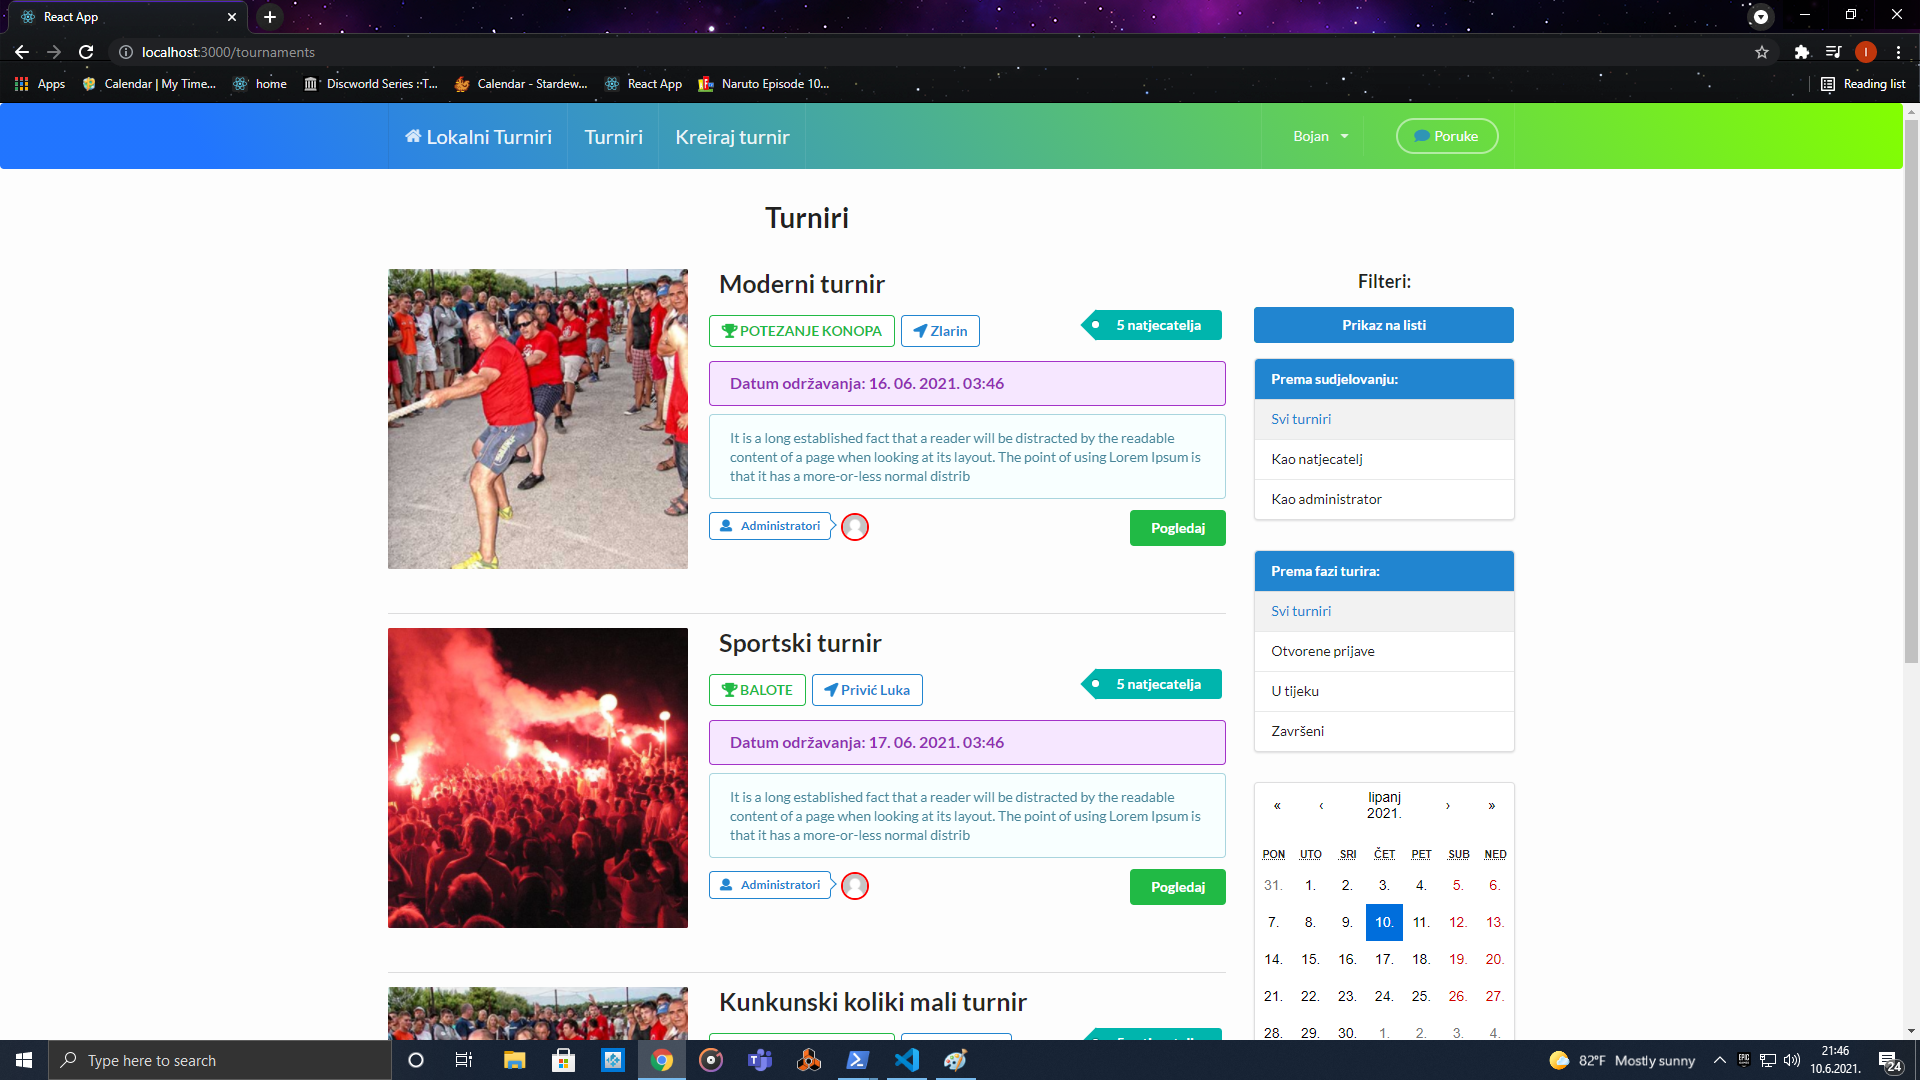 React App
localhost:3000/tournaments
Apps
Calendar | My Time...
home
Discworld Series :: T...
Calendar - Stardew...
React App
Naruto Episode 10...
Reading list
Lokalni Turniri
Turniri
Kreiraj turnir
Bojan
Poruke
Turniri
Moderni turnir
POTEZANJE KONOPA
Zlarin
5 natjecatelja
Datum održavanja: 16. 06. 2021. 03:46
It is a long established fact that a reader will be distracted by the readable
content of a page when looking at its layout. The point of using Lorem Ipsum is
that it has a more-or-less normal distrib
Administratori
Pogledaj
Sportski turnir
BALOTE
Privić Luka
5 natjecatelja
Datum održavanja: 17. 06. 2021. 03:46
It is a long established fact that a reader will be distracted by the readable
content of a page when looking at its layout. The point of using Lorem Ipsum is
that it has a more-or-less normal distrib
Administratori
Pogledaj
Kunkunski koliki mali turnir
Filteri:
Prikaz na listi
Prema sudjelovanju:
Svi turniri
Kao natjecatelj
Kao administrator
Prema fazi turira:
Svi turniri
Otvorene prijave
U tijeku
Završeni
« ‹ lipanj › »
2021.
PON UTO SRI ČET PET SUB NED
31. 1. 2. 3. 4. 5. 6.
7. 8. 9. 10. 11. 12. 13.
14. 15. 16. 17. 18. 19. 20.
21. 22. 23. 24. 25. 26. 27.
28. 29. 30. 1. 2. 3. 4.
Type here to search
82°F Mostly sunny
21:46
10.6.2021.
24